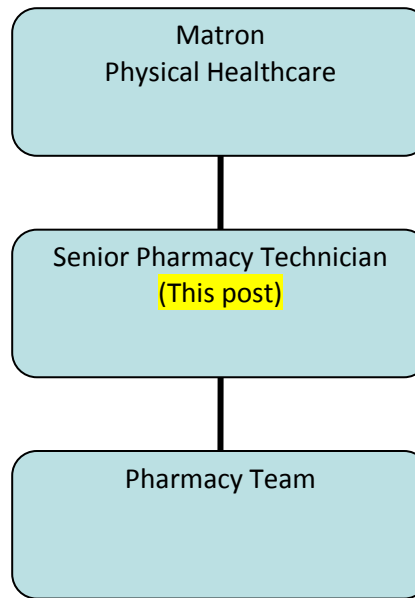 Matron
Physical Healthcare
Senior Pharmacy Technician
(This post)
Pharmacy Team